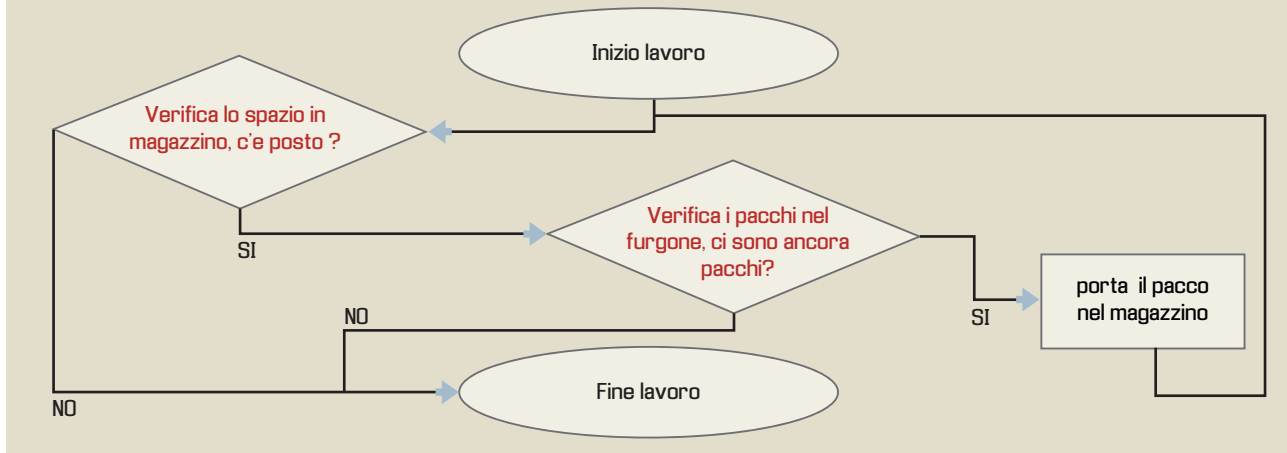 Inizio lavoro
Verifica lo spazio in
magazzino, c'e posto ?
SI
Verifica i pacchi nel
furgone, ci sono ancora
pacchi?
SI
porta il pacco
nel magazzino
NO
NO
Fine lavoro